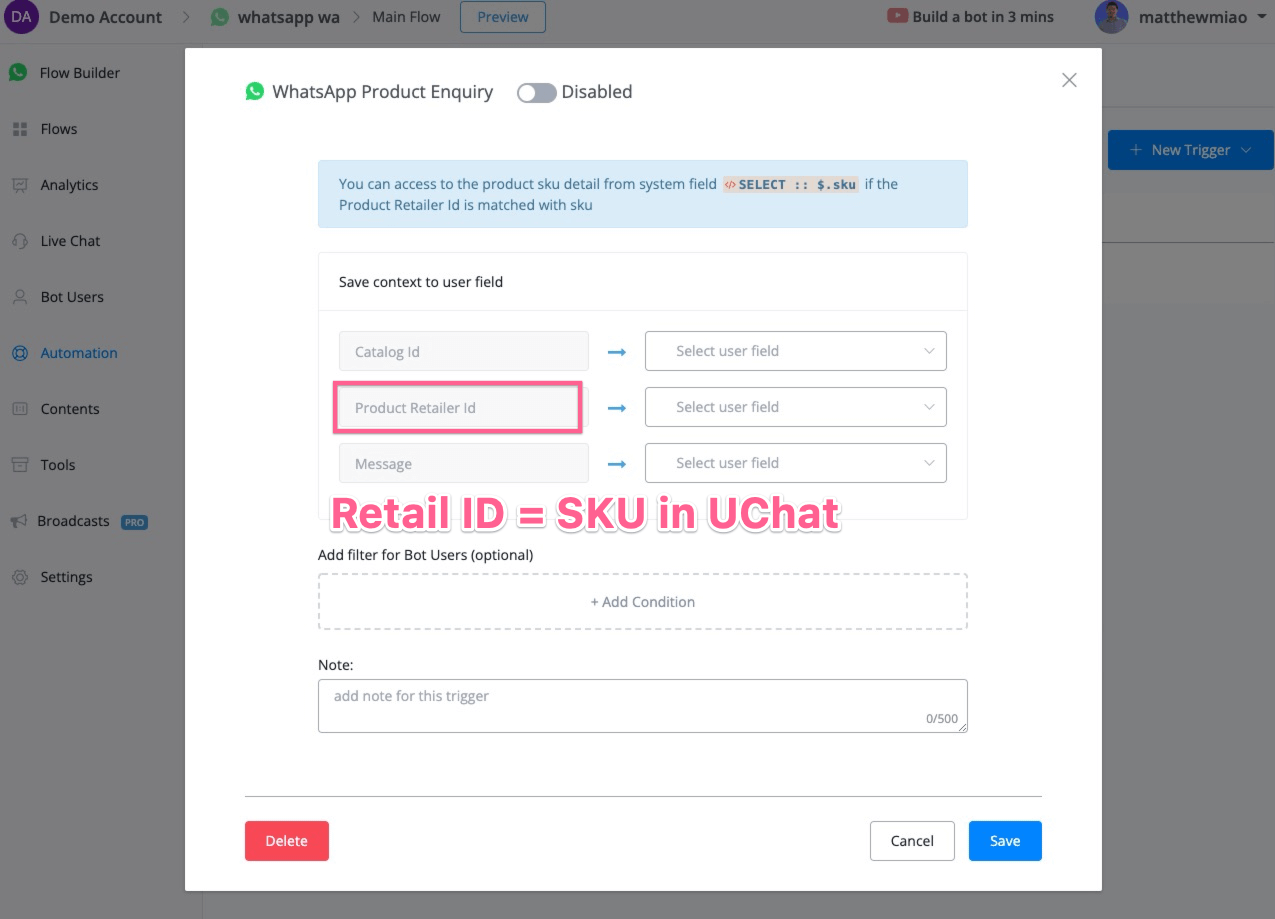 DA Demo Account > whatsapp wa > Main Flow Preview Build a bot in 3 mins matthewmiao
Flow Builder
Flows
Analytics
Live Chat
Bot Users
Automation
Contents
Tools
Broadcasts PRO
Settings
+ New Trigger
WhatsApp Product Enquiry Disabled
You can access to the product sku detail from system field </> SELECT :: $.sku if the
Product Retailer Id is matched with sku
Save context to user field
Catalog Id → Select user field
Product Retailer Id → Select user field
Message → Select user field
Retail ID = SKU in UChat
Add filter for Bot Users (optional)
+ Add Condition
Note:
add note for this trigger
0/500
Delete Cancel Save